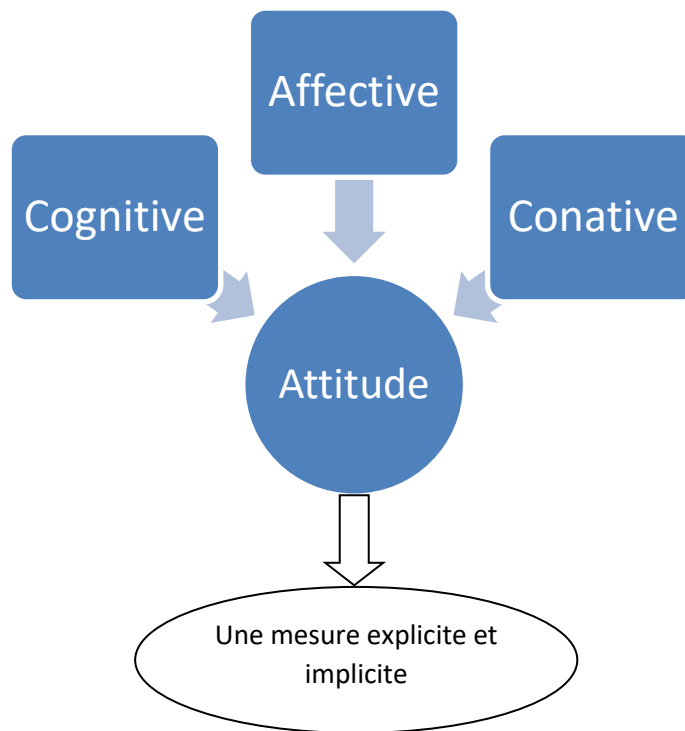 Affective
Cognitive
Conative
Attitude
Une mesure explicite et
implicite